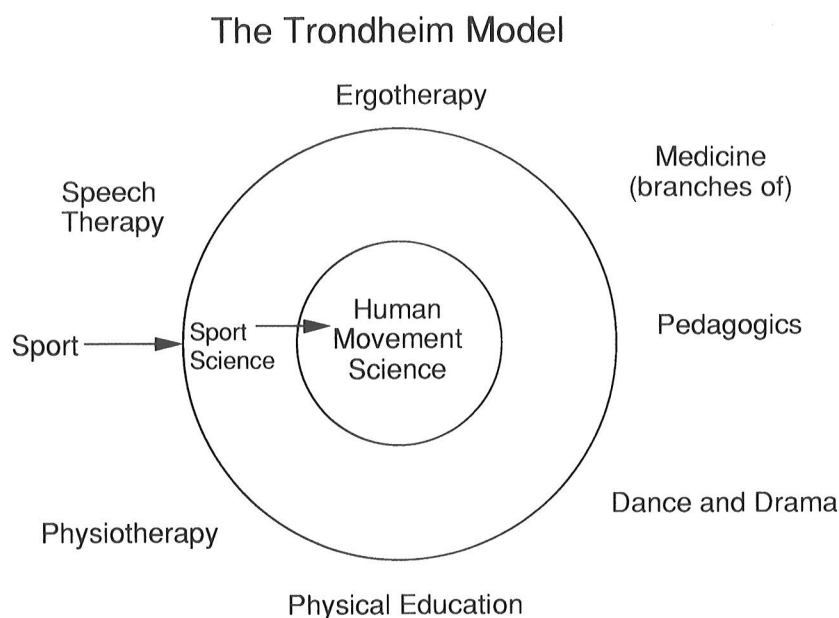 The Trondheim Model
Ergotherapy
Medicine
(branches of)
Speech
Therapy
Pedagogics
Sport
Sport
Science
Human
Movement
Science
Dance and Drama
Physiotherapy
Physical Education